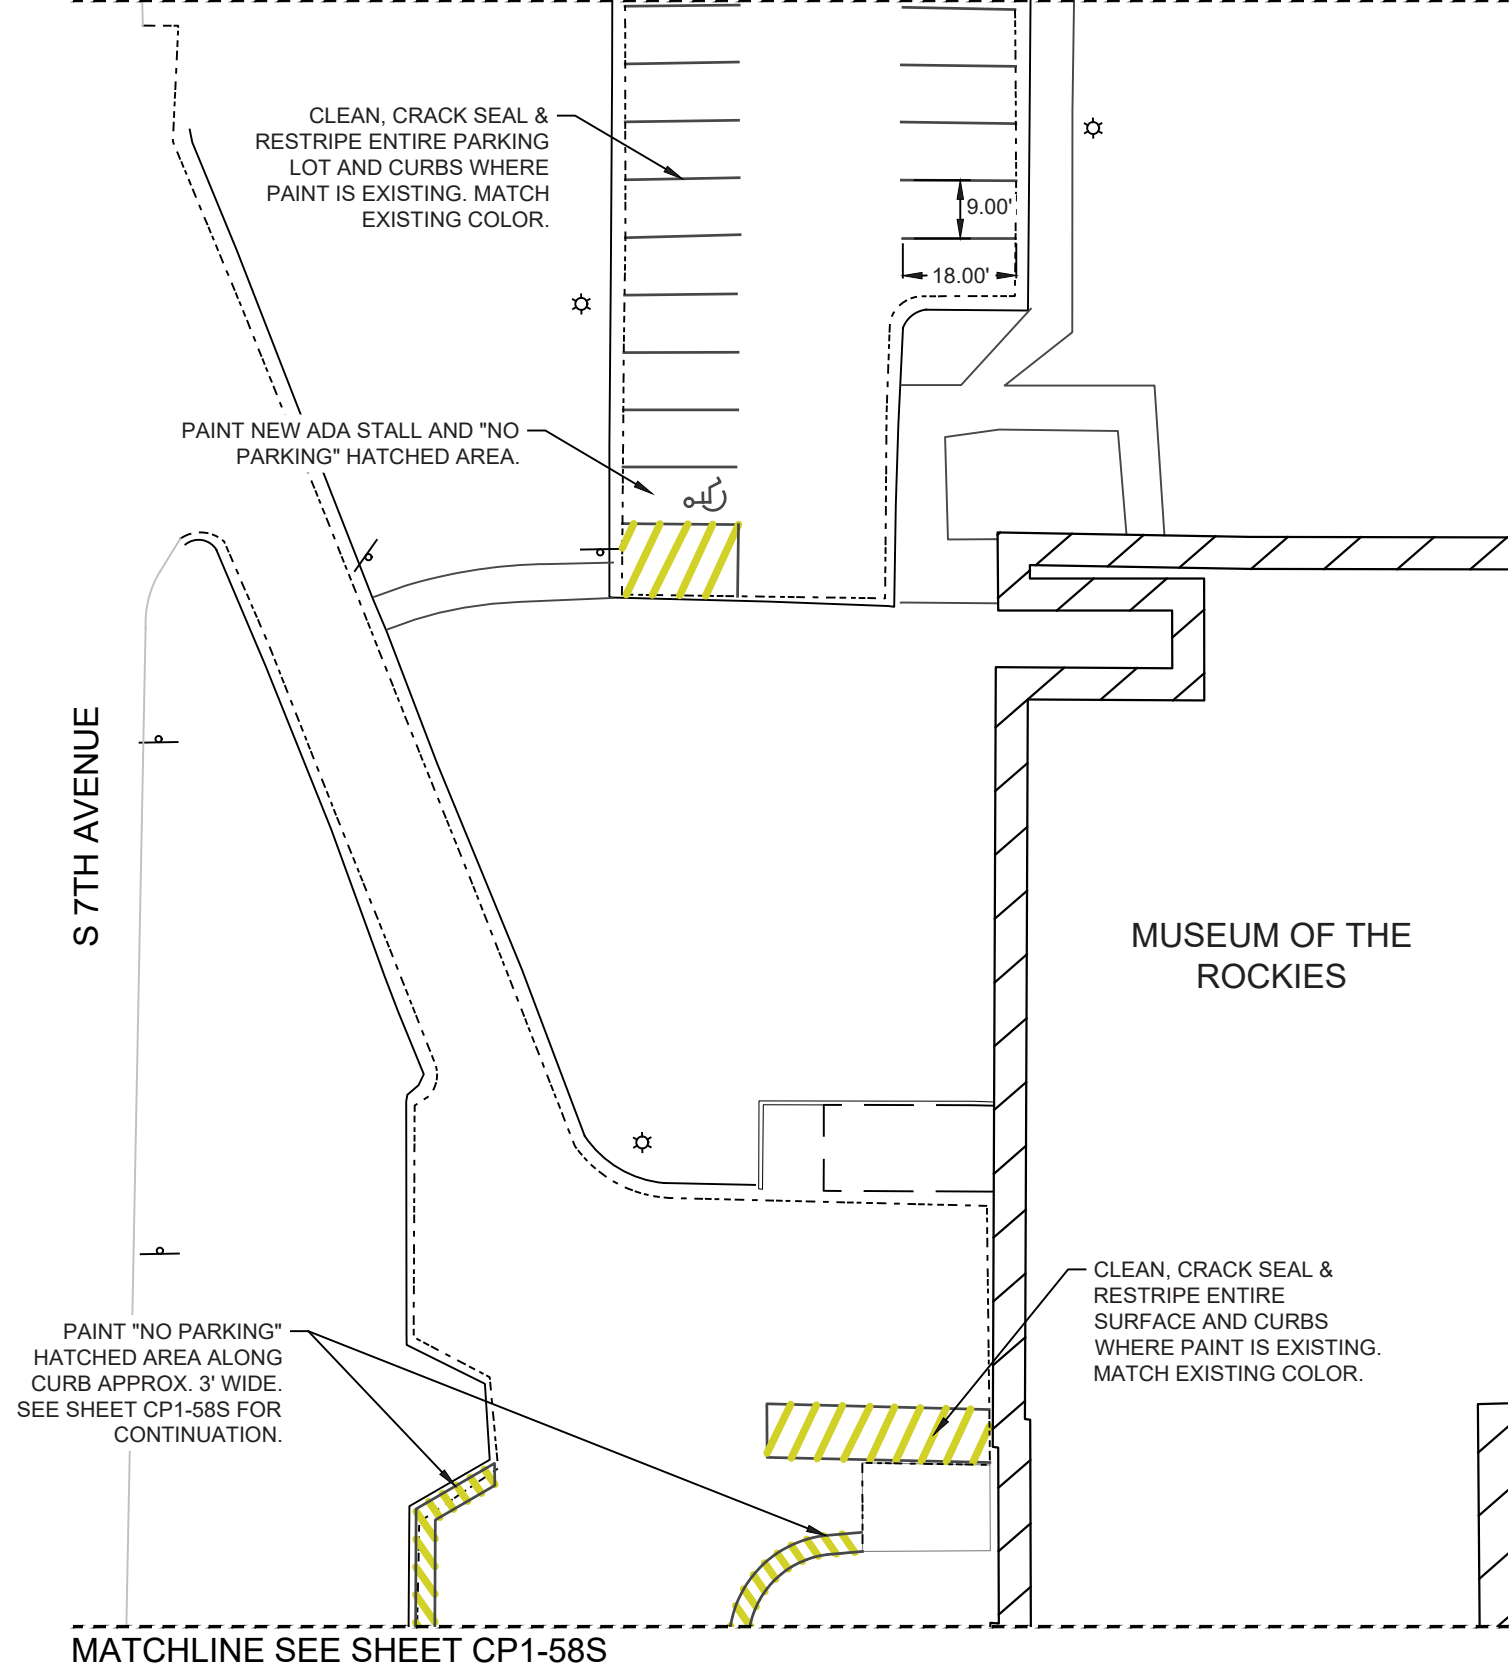 CLEAN, CRACK SEAL &
RESTRIPE ENTIRE PARKING
LOT AND CURBS WHERE
PAINT IS EXISTING. MATCH
EXISTING COLOR.
9.00'
18.00'
PAINT NEW ADA STALL AND "NO
PARKING" HATCHED AREA.
S 7TH AVENUE
MUSEUM OF THE
ROCKIES
CLEAN, CRACK SEAL &
RESTRIPE ENTIRE
SURFACE AND CURBS
WHERE PAINT IS EXISTING.
MATCH EXISTING COLOR.
PAINT "NO PARKING"
HATCHED AREA ALONG
CURB APPROX. 3' WIDE.
SEE SHEET CP1-58S FOR
CONTINUATION.
MATCHLINE SEE SHEET CP1-58S